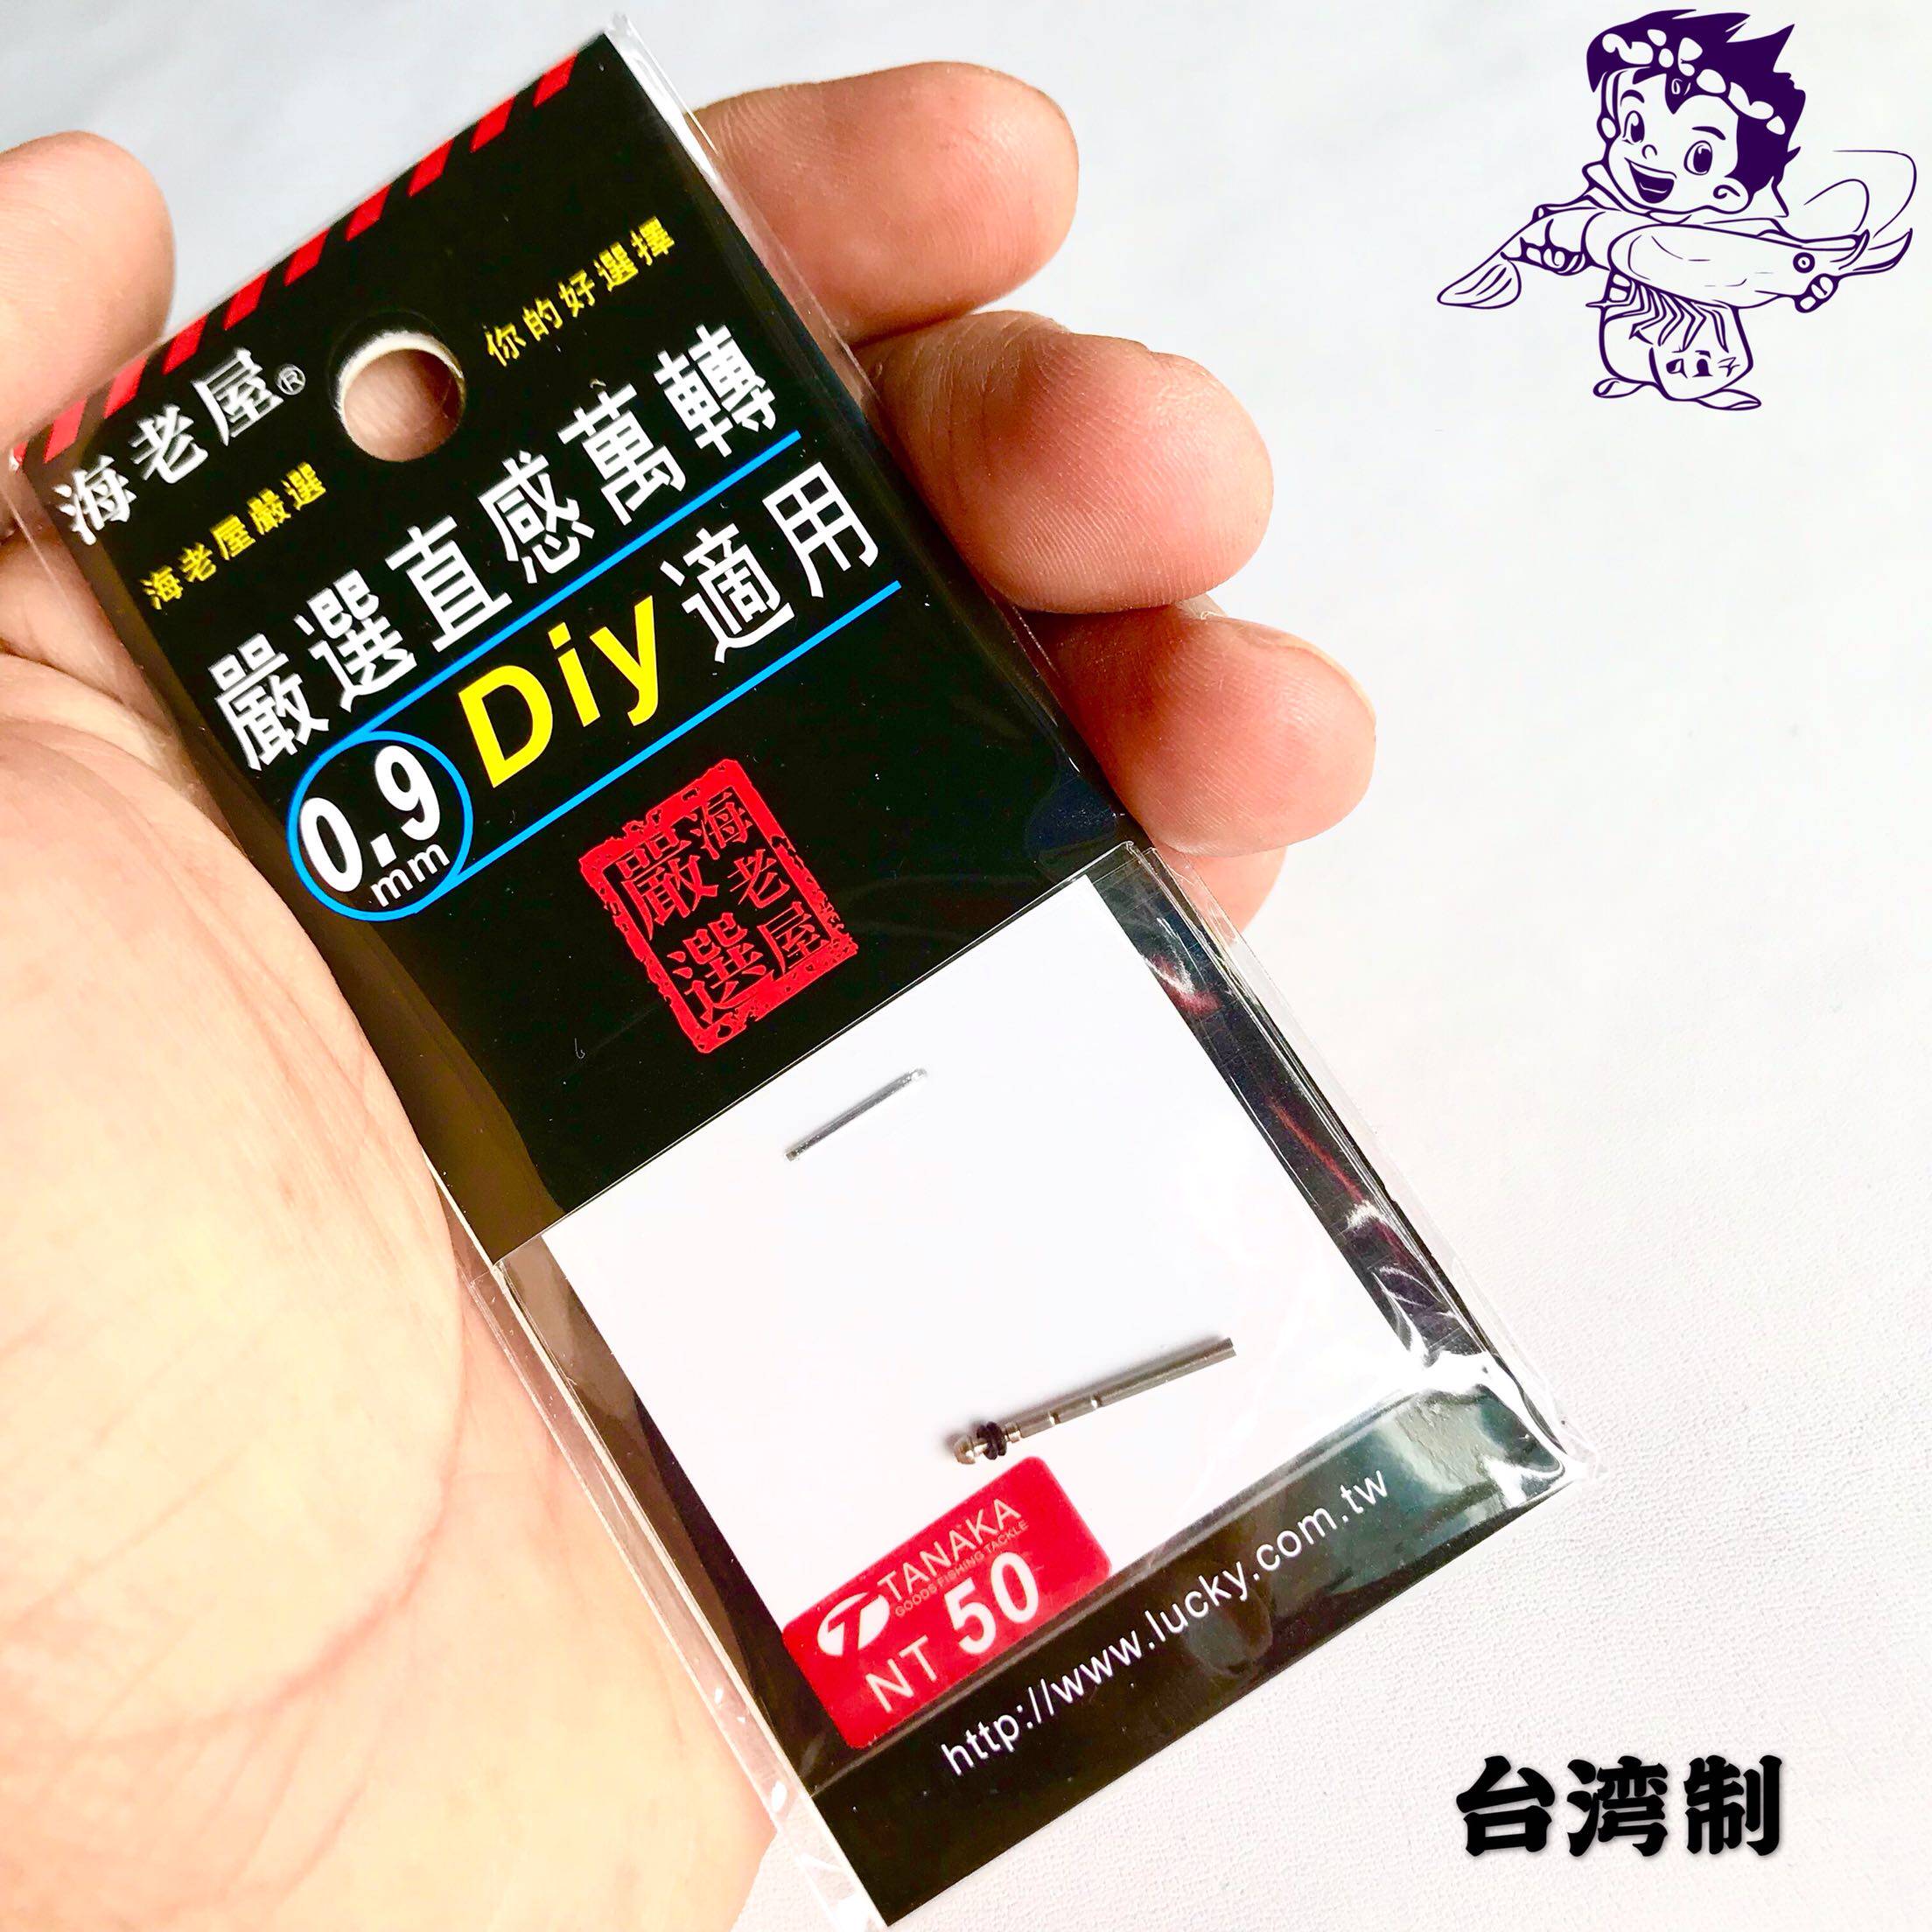 海老屋®
你的好選擇
海老屋嚴選
嚴選直感萬轉
0.9mm Diy適用
海老屋
嚴選
TANAKA
GOODS FISHING TACKLE
NT 50
http://www.lucky.com.tw
台湾制